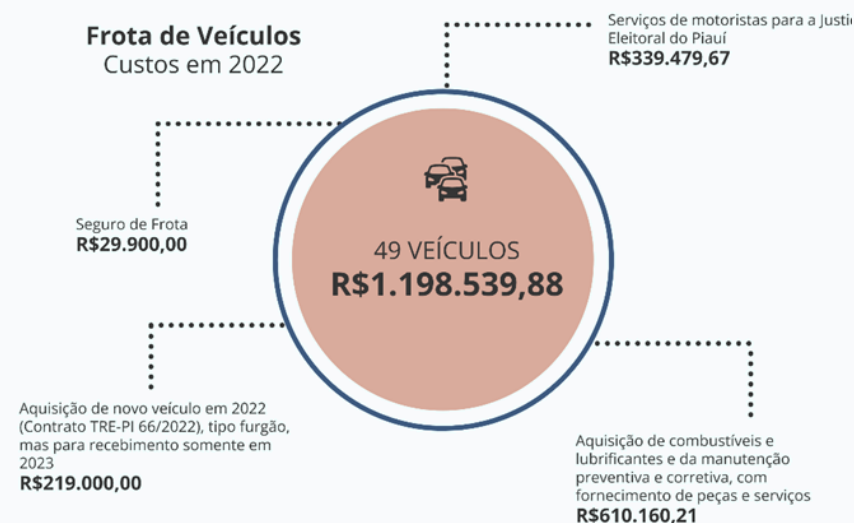 Frota de Veículos
Custos em 2022
Serviços de motoristas para a
Eleitoral do Piauí
R$339.479,67
Seguro de Frota
R$29.900,00
49 VEÍCULOS
R$1.198.539,88
Aquisição de novo veículo em 2022
(Contrato TRE-PI 66/2022), tipo furgão,
mas para recebimento somente em
2023
R$219.000,00
Aquisição de combustíveis e
lubrificantes e da manutenção
preventiva e corretiva, com
fornecimento de peças e serviços
R$610.160,21